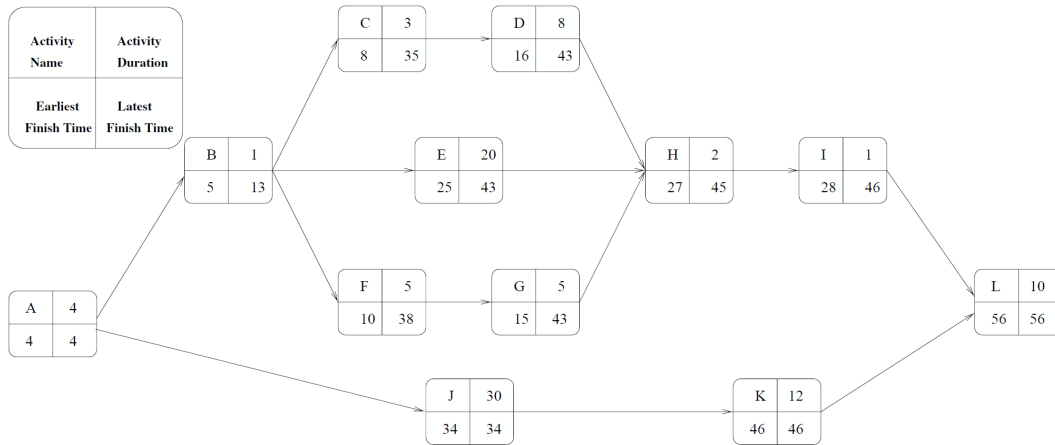 Activity Name
Activity Duration
Earliest Finish Time
Latest Finish Time
C 3
8 35
D 8
16 43
B 1
5 13
E 20
25 43
H 2
27 45
I 1
28 46
F 5
10 38
G 5
15 43
A 4
4 4
L 10
56 56
J 30
34 34
K 12
46 46